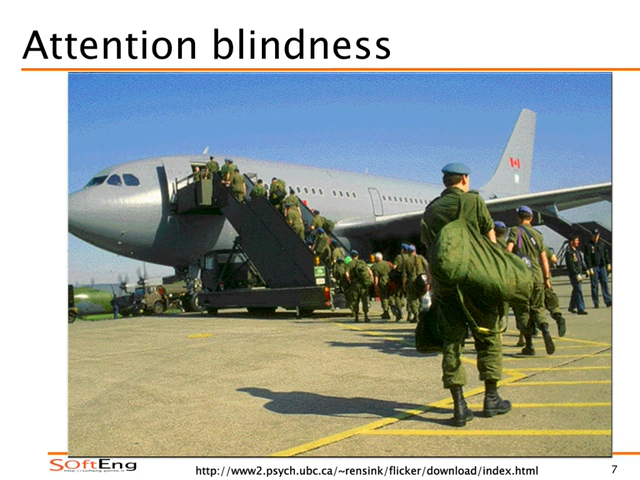 Attention blindness
SOftEng
http://www2.psych.ubc.ca/~rensink/flicker/download/index.html
7